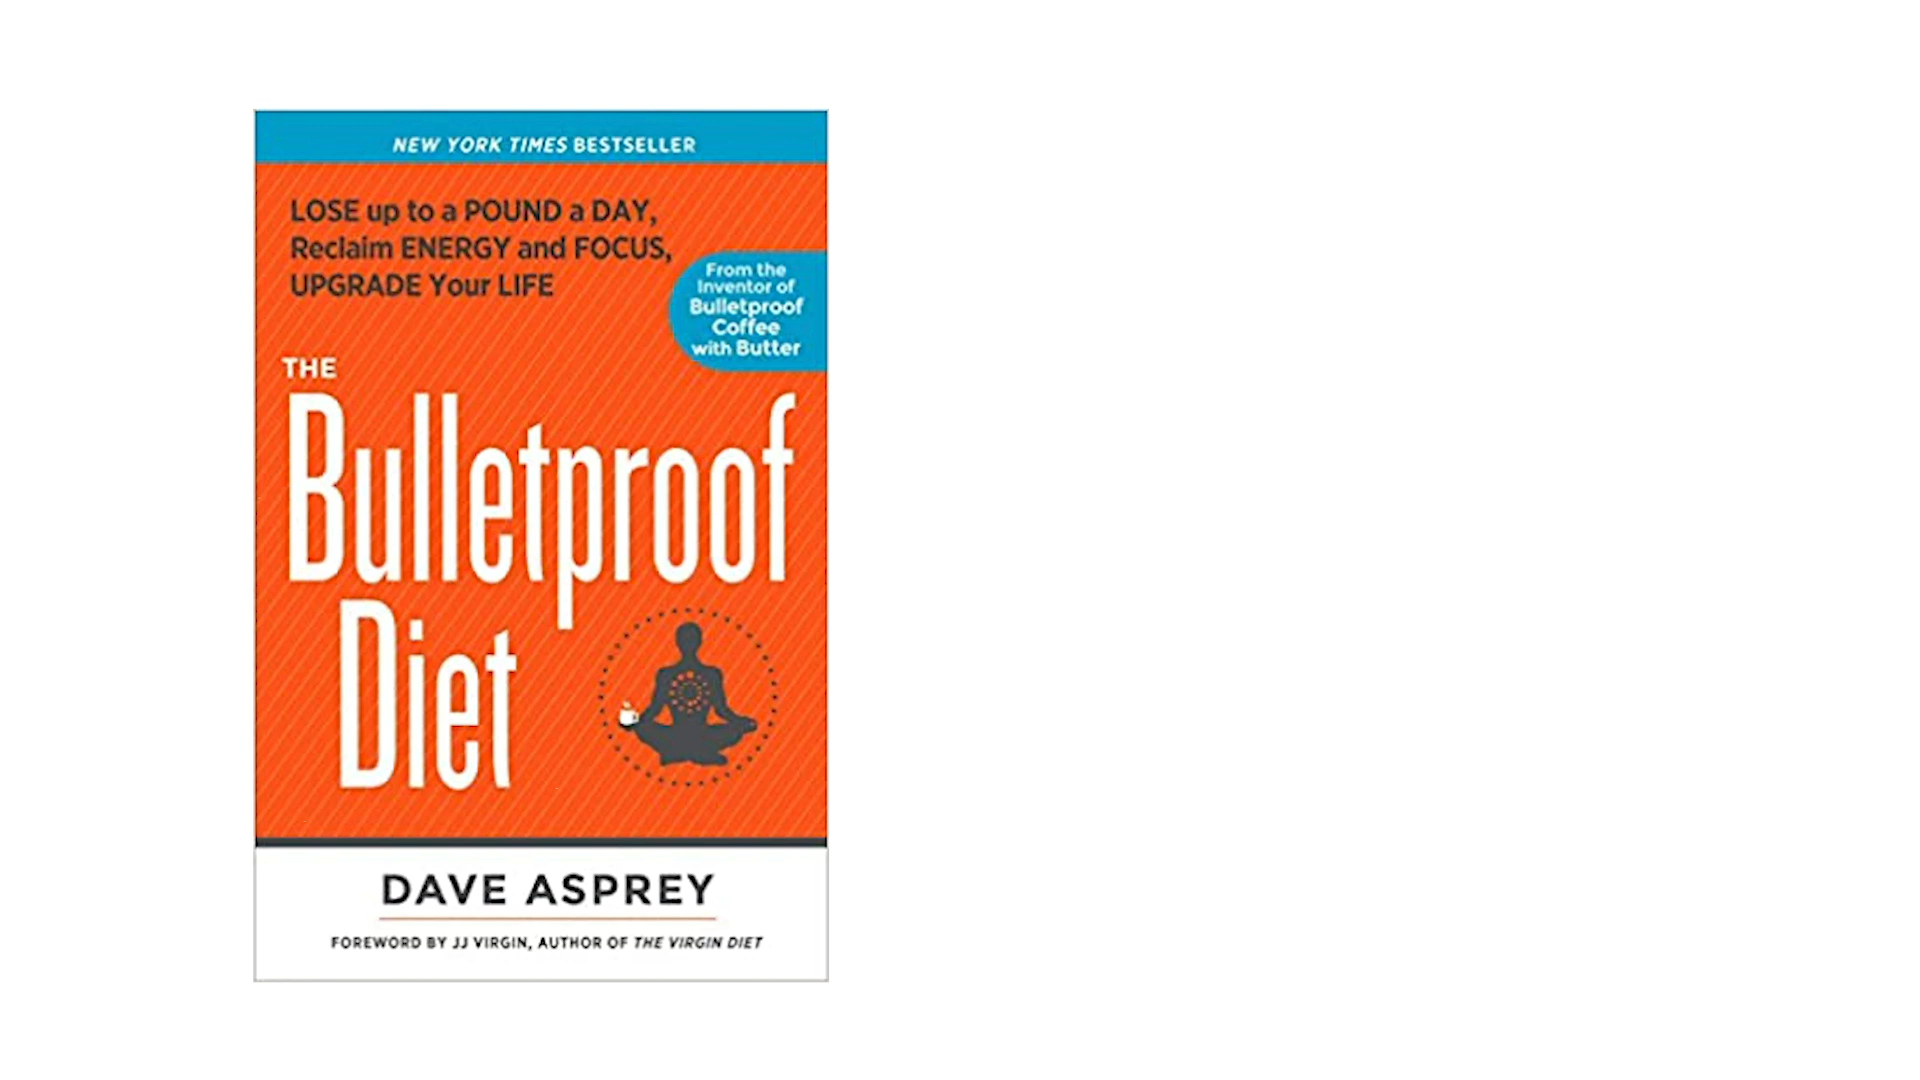 NEW YORK TIMES BESTSELLER
LOSE up to a POUND a DAY,
Reclaim ENERGY and FOCUS,
UPGRADE Your LIFE
From the
Inventor of
Bulletproof
Coffee
with Butter
THE
Bulletproof
Diet
DAVE ASPREY
FOREWORD BY JJ VIRGIN, AUTHOR OF THE VIRGIN DIET